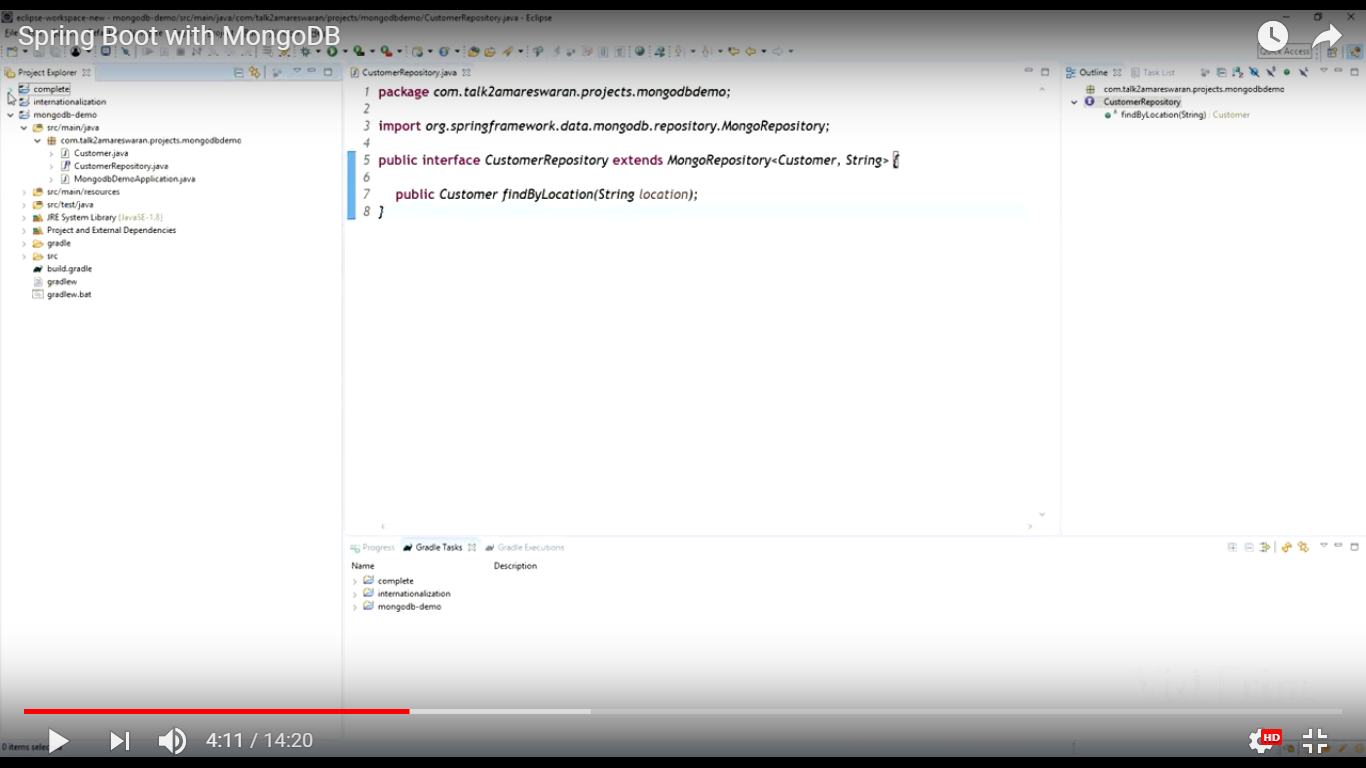 eclipse-workspace-new - mongodb-demo/src/main/java/com/talk2amareswaran/projects/mongodbdemo/CustomerRepository.java - Eclipse
Spring Boot with MongoDB
Quick Access
Project Explorer
complete
internationalization
mongodb-demo
src/main/java
com.talk2amareswaran.projects.mongodbdemo
Customer.java
CustomerRepository.java
MongodbDemoApplication.java
src/main/resources
src/test/java
JRE System Library [JavaSE-1.8]
Project and External Dependencies
gradle
src
build.gradle
gradlew
gradlew.bat
CustomerRepository.java
1 package com.talk2amareswaran.projects.mongodbdemo;
2
3 import org.springframework.data.mongodb.repository.MongoRepository;
4
5 public interface CustomerRepository extends MongoRepository<Customer, String> {
6
7 public Customer findByLocation(String location);
8 }
Outline Task List
com.talk2amareswaran.projects.mongodbdemo
CustomerRepository
findByLocation(String) : Customer
Progress Gradle Tasks Gradle Executions
Name Description
complete
internationalization
mongodb-demo
4:11 / 14:20
HD
0 items